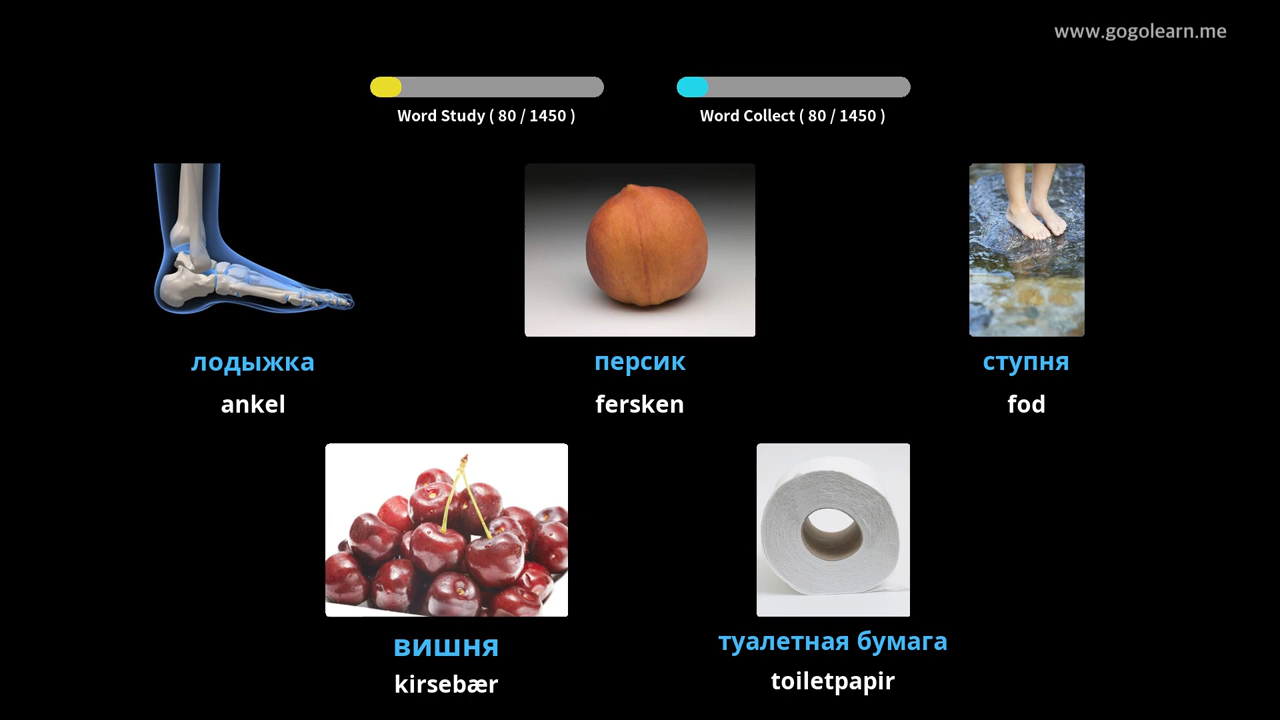 www.gogolearn.me
Word Study ( 80 / 1450 )
Word Collect ( 80 / 1450 )
лодыжка
персик
ступня
ankel
fersken
fod
вишня
туалетная бумага
kirsebær
toiletpapir